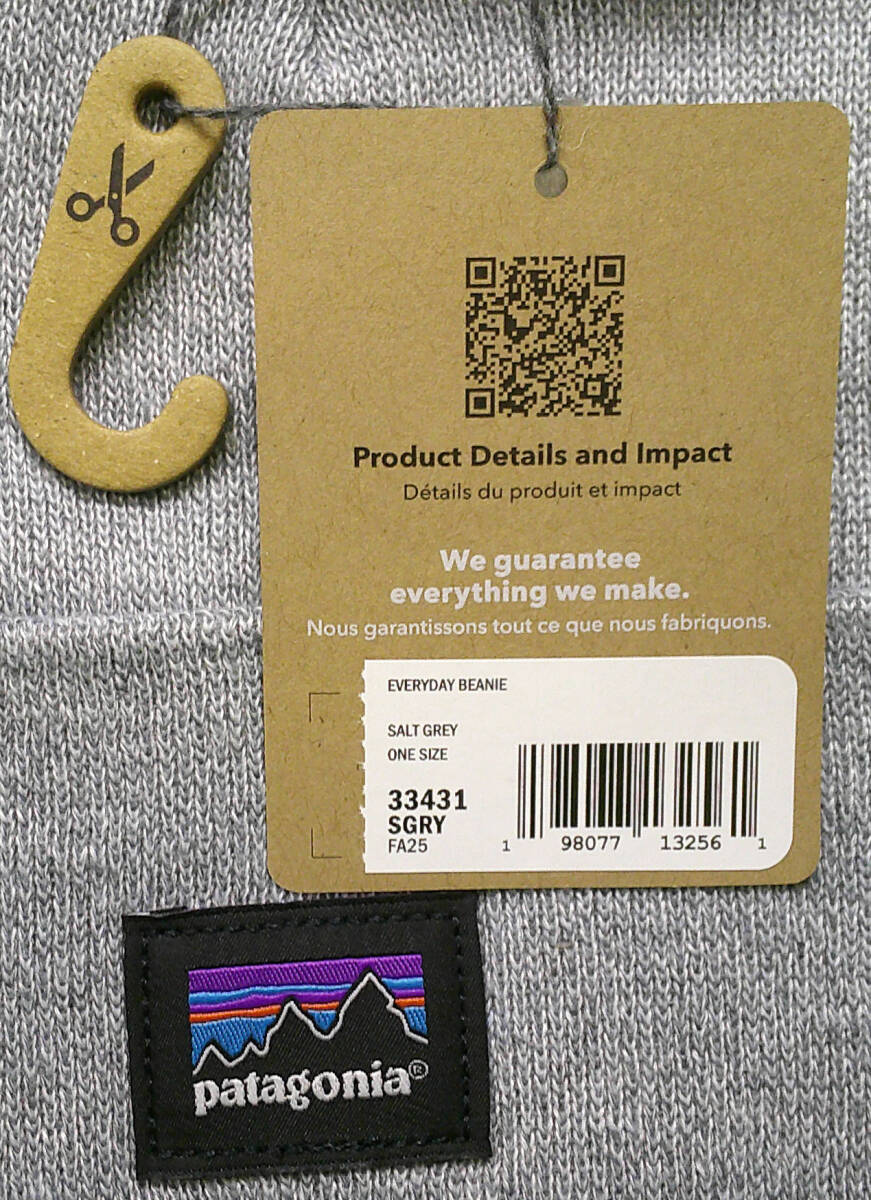 Product Details and Impact
Détails du produit et impact
We guarantee
everything we make.
Nous garantissons tout ce que nous fabriquons.
EVERYDAY BEANIE
SALT GREY
ONE SIZE
33431
SGRY
FA25
1 98077 13256 1
patagonia®